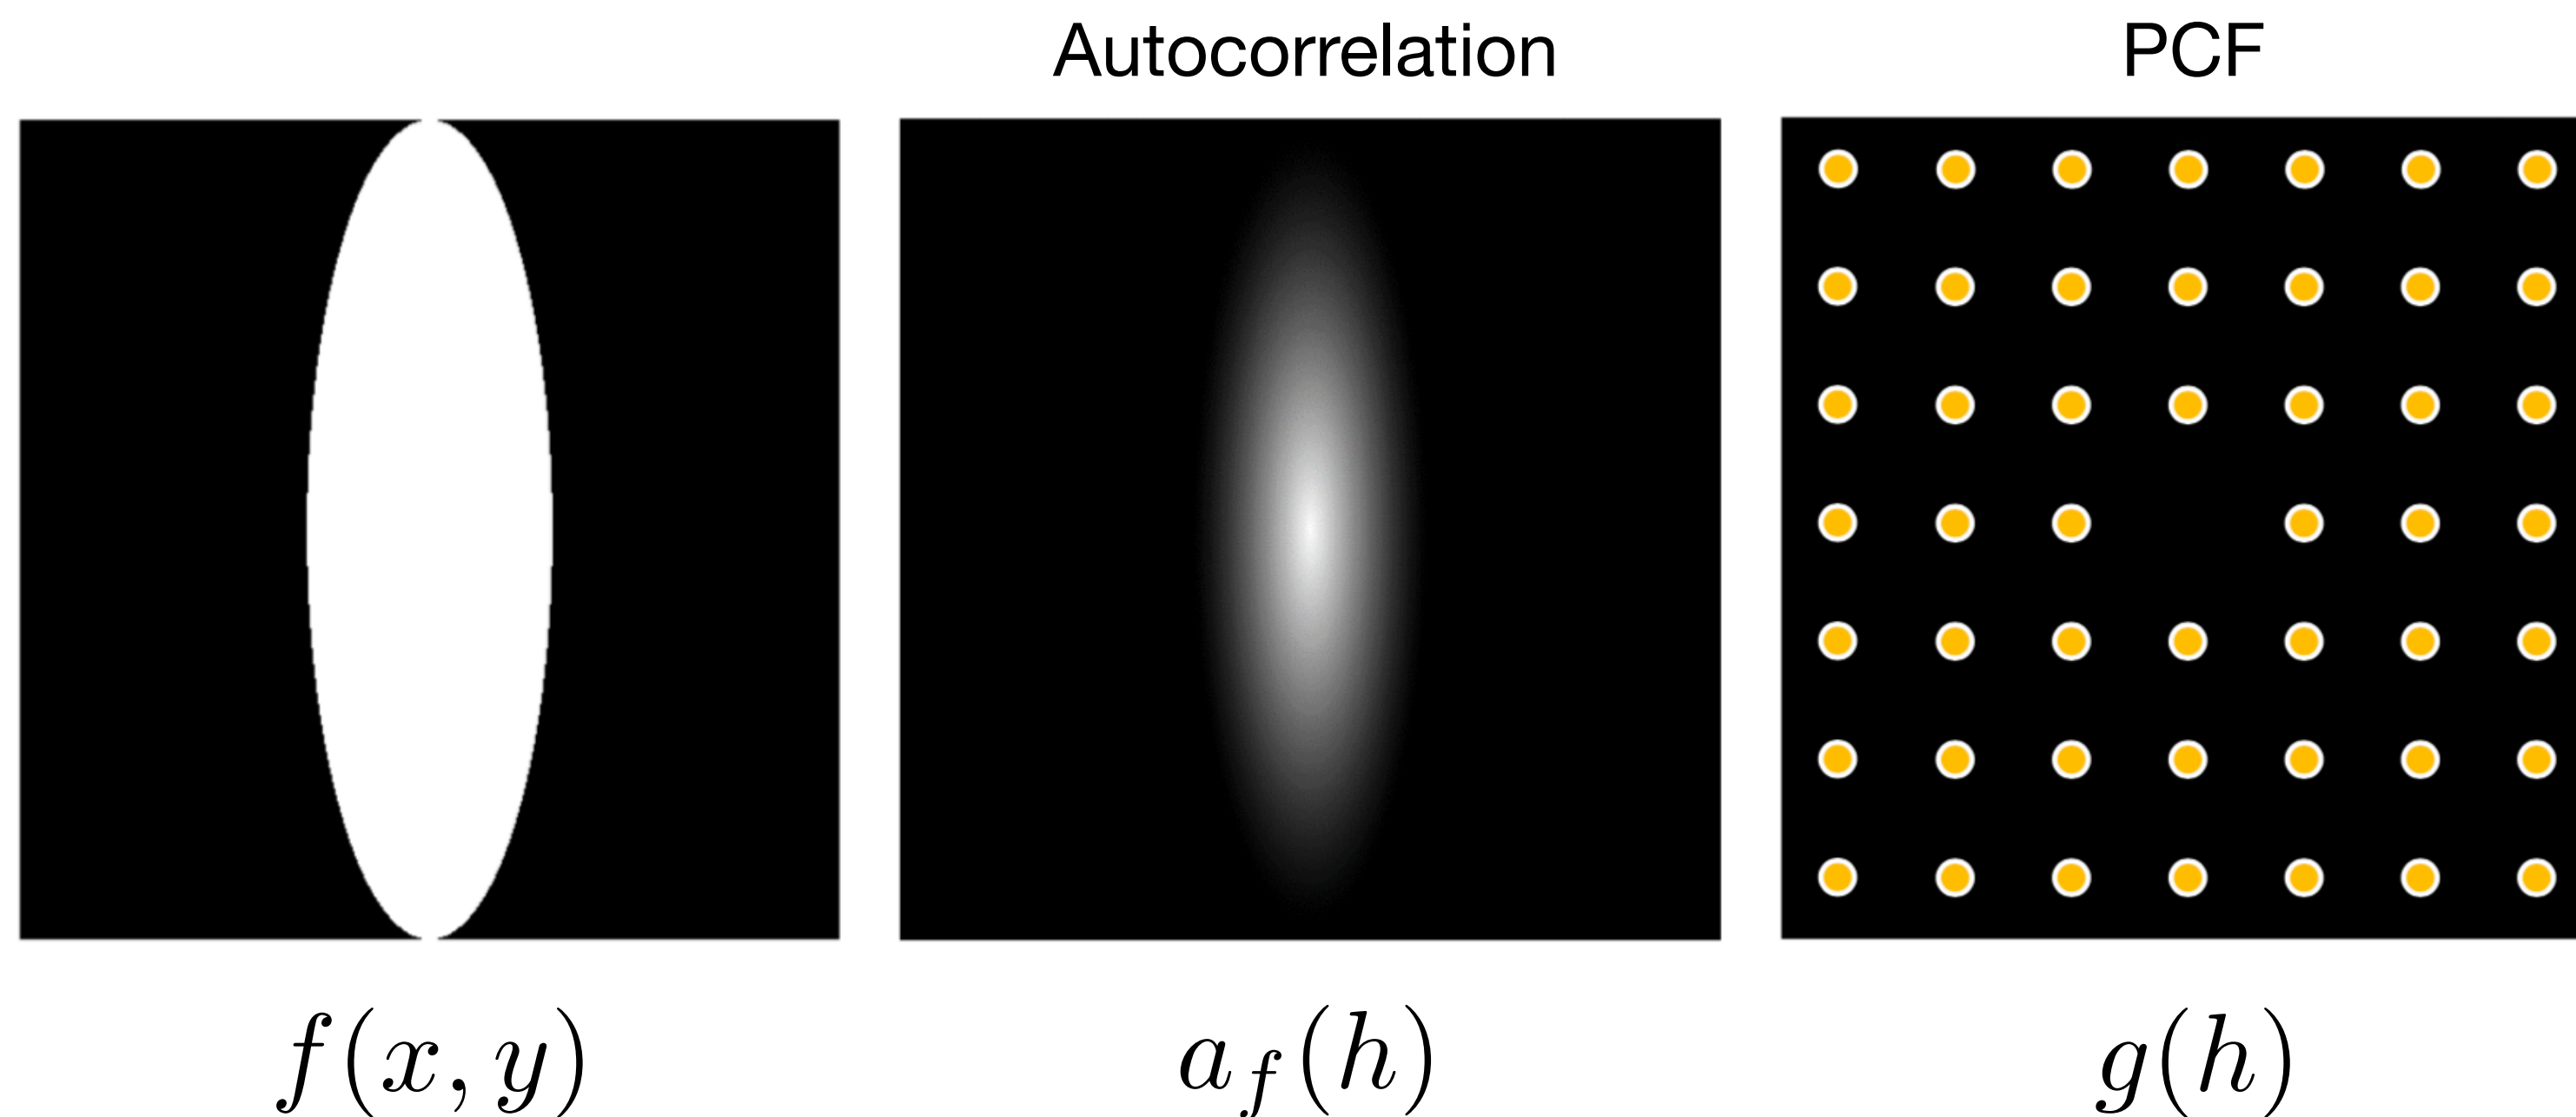 Autocorrelation PCF
f(x, y) a_f(h) g(h)